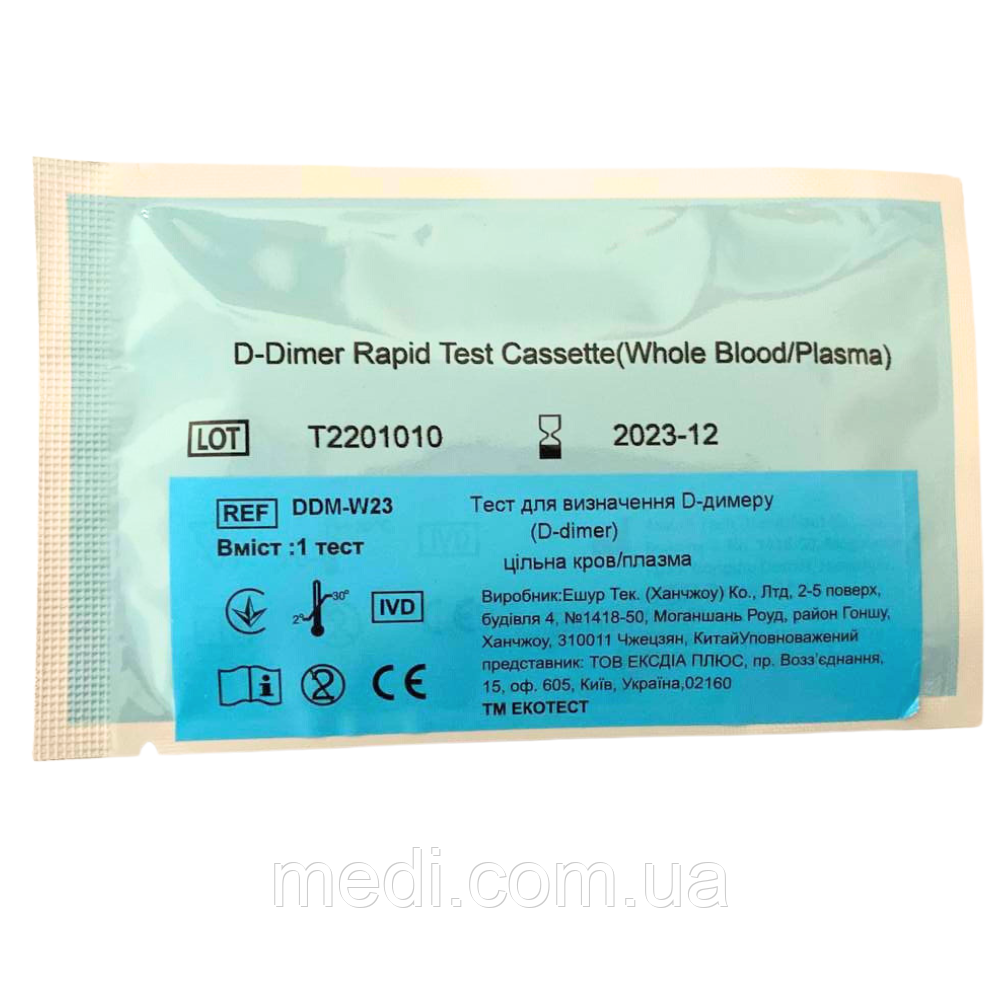 D-Dimer Rapid Test Cassette(Whole Blood/Plasma)
LOT T2201010 2023-12
REF DDM-W23
Вміст :1 тест
Тест для визначення D-димеру
(D-dimer)
цільна кров/плазма
2° 30° IVD
Виробник:Ешур Тек. (Ханчжоу) Ко., Лтд, 2-5 поверх,
будівля 4, №1418-50, Моганшань Роуд, район Гоншу,
Ханчжоу, 310011 Чжецзян, КитайУповноважений
представник: ТОВ ЕКСДІА ПЛЮС, пр. Возз'єднання,
15, оф. 605, Київ, Україна,02160
ТМ ЕКОТЕСТ
i 2 CE
medi.com.ua